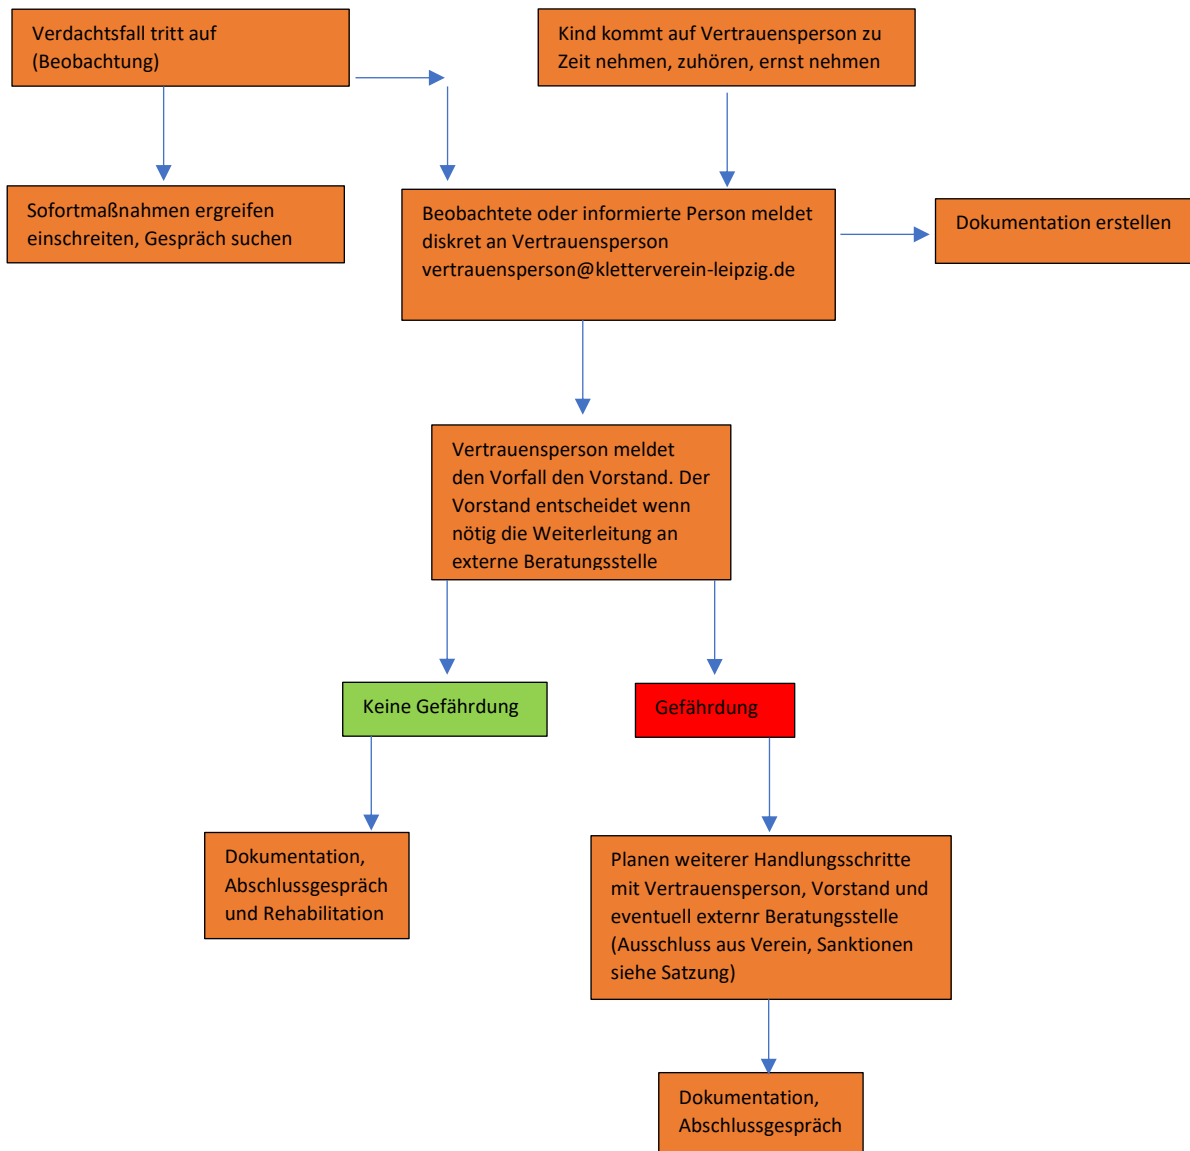 Verdachtsfall tritt auf
(Beobachtung)
Kind kommt auf Vertrauensperson zu
Zeit nehmen, zuhören, ernst nehmen
Sofortmaßnahmen ergreifen
einschreiten, Gespräch suchen
Beobachtete oder informierte Person meldet
diskret an Vertrauensperson
vertrauensperson@kletterverein-leipzig.de
Dokumentation erstellen
Vertrauensperson meldet
den Vorfall den Vorstand. Der
Vorstand entscheidet wenn
nötig die Weiterleitung an
externe Beratungsstelle
Keine Gefährdung
Gefährdung
Dokumentation,
Abschlussgespräch
und Rehabilitation
Planen weiterer Handlungsschritte
mit Vertrauensperson, Vorstand und
eventuell externr Beratungsstelle
(Ausschluss aus Verein, Sanktionen
siehe Satzung)
Dokumentation,
Abschlussgespräch